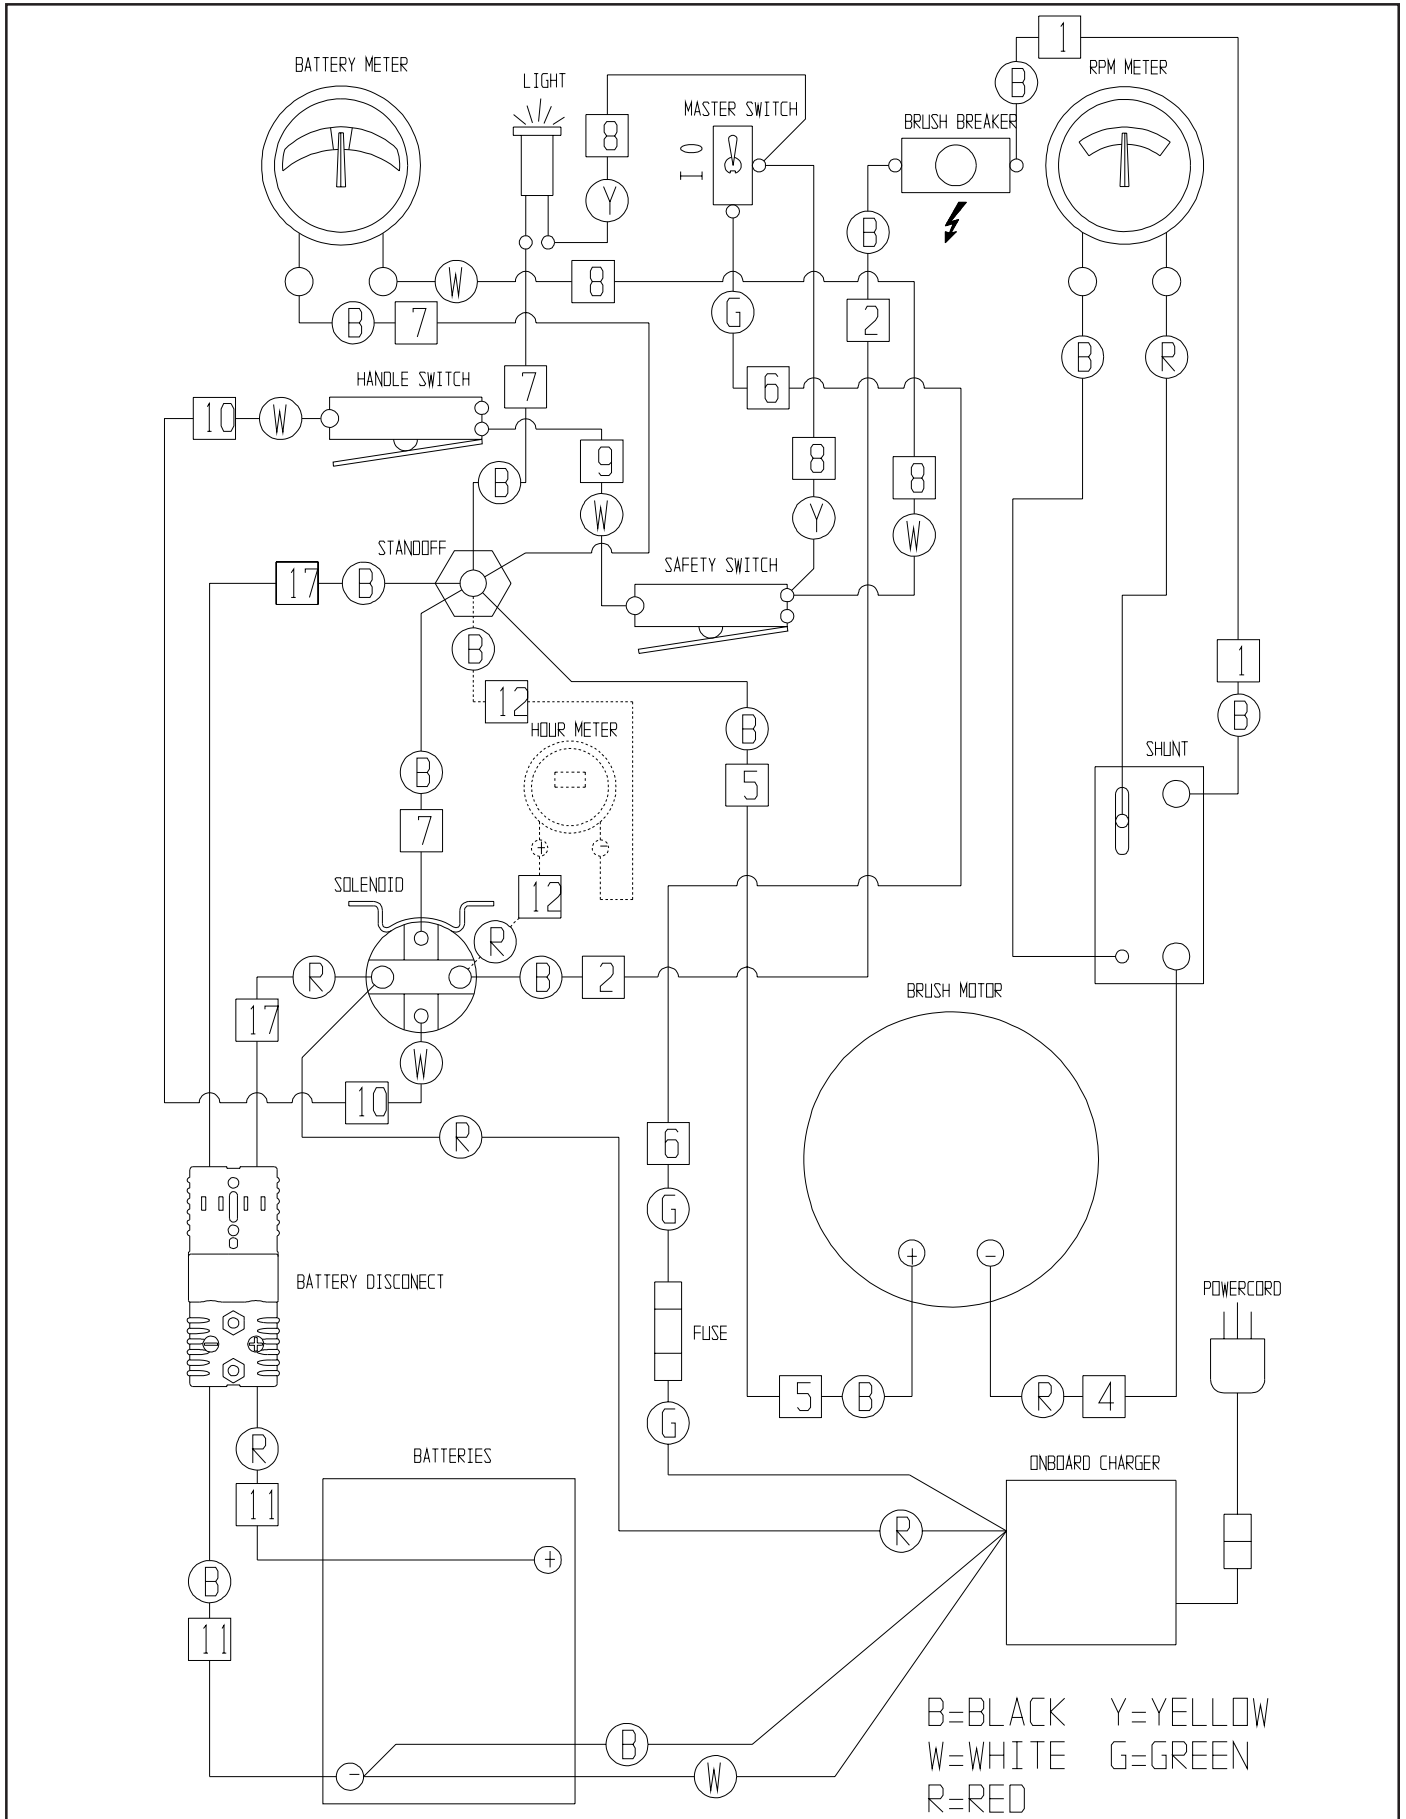 1
BATTERY METER
LIGHT
RPM METER
B
MASTER SWITCH
BRUSH BREAKER
8
I O
Y
B
W
8
G
2
B
7
B
R
HANDLE SWITCH
7
6
10
W
9
8
8
B
W
Y
W
STANDOFF
SAFETY SWITCH
17
B
B
1
12
B
HOUR METER
B
SHUNT
B
5
7
+
-
SOLENOID
12
R
R
B
2
BRUSH MOTOR
17
W
10
R
6
G
+
-
BATTERY DISCONECT
POWERCORD
FUSE
-
+
5
B
R
4
G
R
BATTERIES
ONBOARD CHARGER
11
R
+
B
11
B
B=BLACK Y=YELLOW
W=WHITE G=GREEN
-
W
R=RED